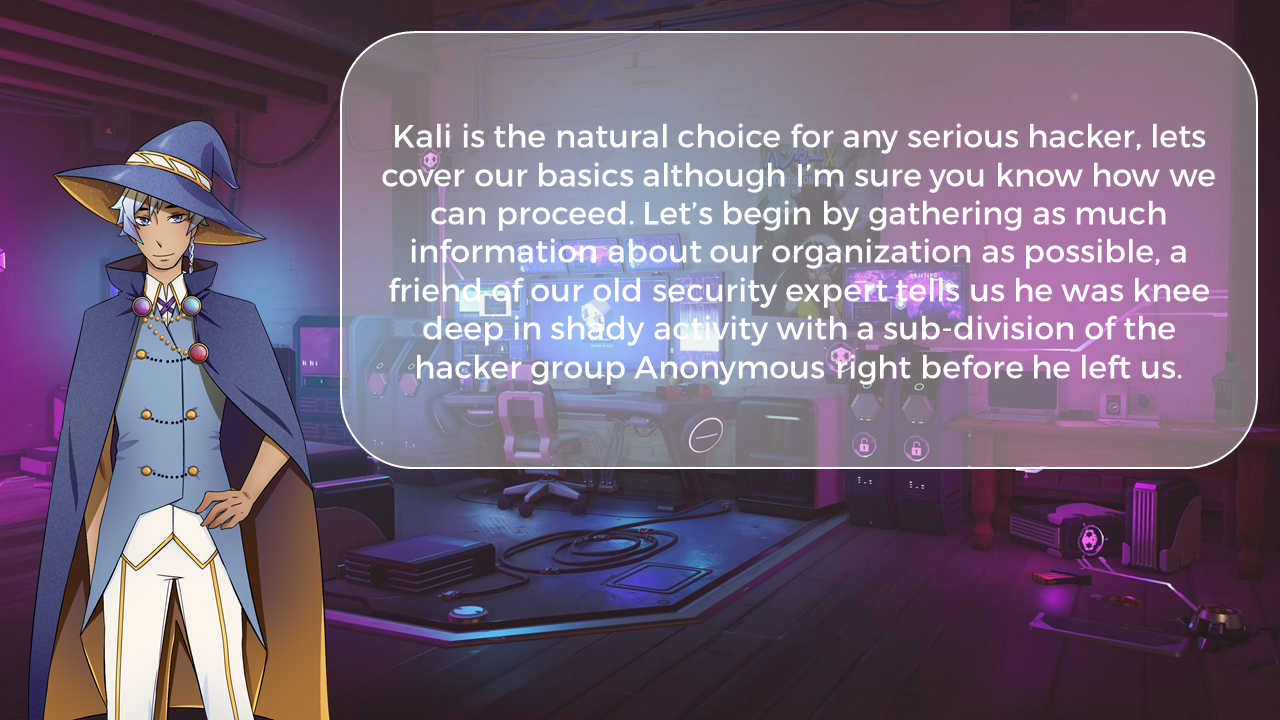 Kali is the natural choice for any serious hacker, lets
cover our basics although I’m sure you know how we
can proceed. Let’s begin by gathering as much
information about our organization as possible, a
friend of our old security expert tells us he was knee
deep in shady activity with a sub-division of the
hacker group Anonymous right before he left us.